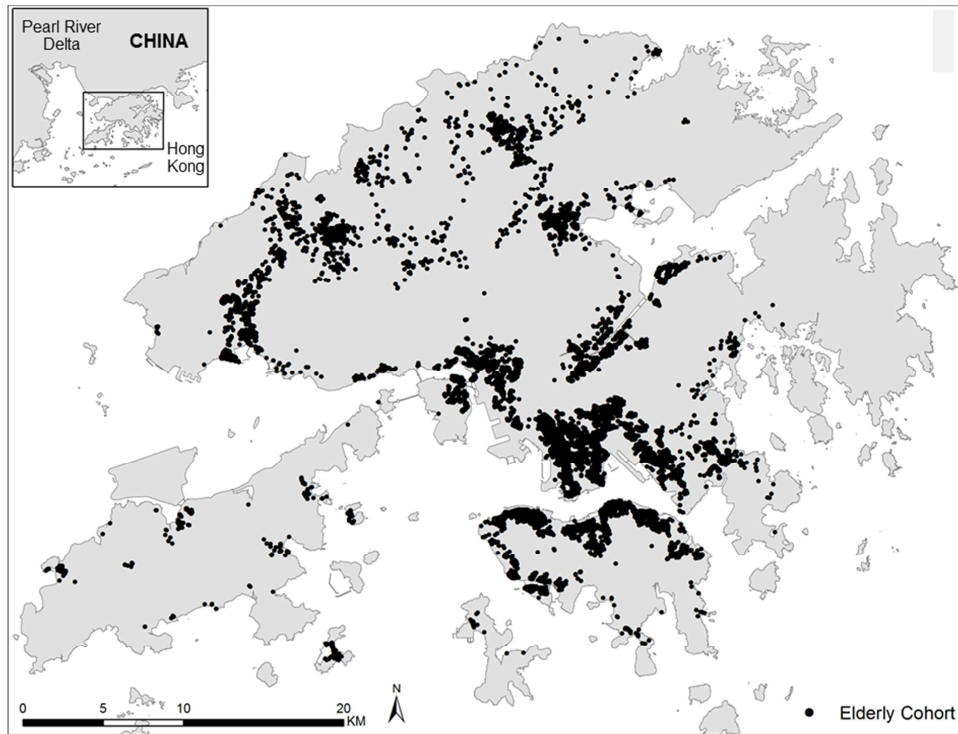 Pearl River
Delta
CHINA
Hong
Kong
N
0 5 10 20
KM
Elderly Cohort